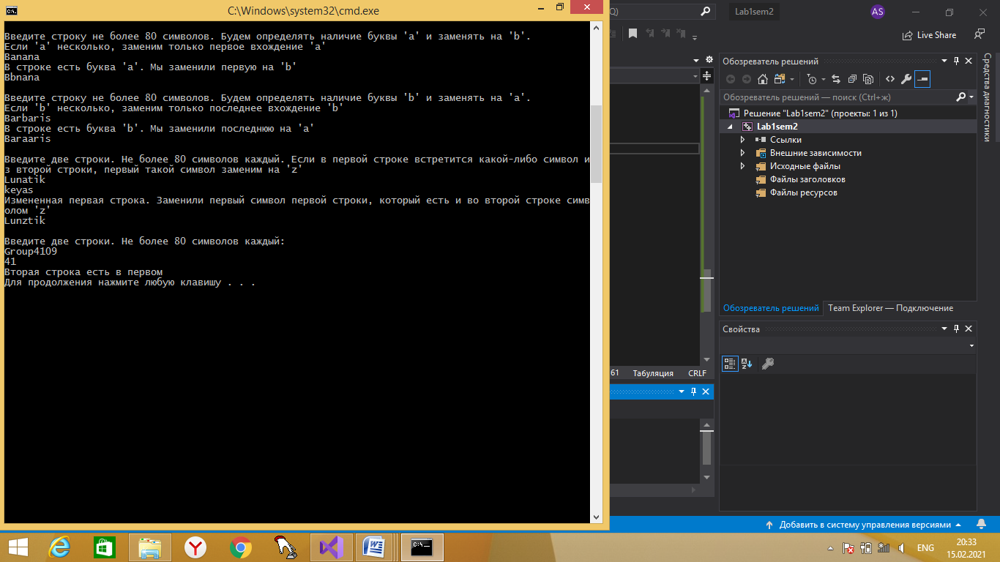 C:\Windows\system32\cmd.exe
Введите строку не более 80 символов. Будем определять наличие буквы 'a' и заменять на 'b'.
Если 'a' несколько, заменим только первое вхождение 'a'
Banana
В строке есть буква 'a'. Мы заменили первую на 'b'
Bbnana
Введите строку не более 80 символов. Будем определять наличие буквы 'b' и заменять на 'a'.
Если 'b' несколько, заменим только последнее вхождение 'b'
Barbaris
В строке есть буква 'b'. Мы заменили последнюю на 'a'
Baraaris
Введите две строки. Не более 80 символов каждый. Если в первой строке встретится какой-либо символ и
з второй строки, первый такой символ заменим на 'z'
Lunatik
keyas
Измененная первая строка. Заменили первый символ первой строки, который есть и во второй строке симв
олом 'z'
Lunztik
Введите две строки. Не более 80 символов каждый:
Group4109
41
Вторая строка есть в первом
Для продолжения нажмите любую клавишу . . .
Q)
Lab1sem2
AS
Live Share
Обозреватель решений
Обозреватель решений — поиск (Ctrl+ж)
Решение "Lab1sem2" (проекты: 1 из 1)
Lab1sem2
Ссылки
Внешние зависимости
Исходные файлы
Файлы заголовков
Файлы ресурсов
Средства диагностики
Обозреватель решений
Team Explorer — Подключение
Свойства
61
Табуляция
CRLF
Добавить в систему управления версиями
ENG
20:33
15.02.2021